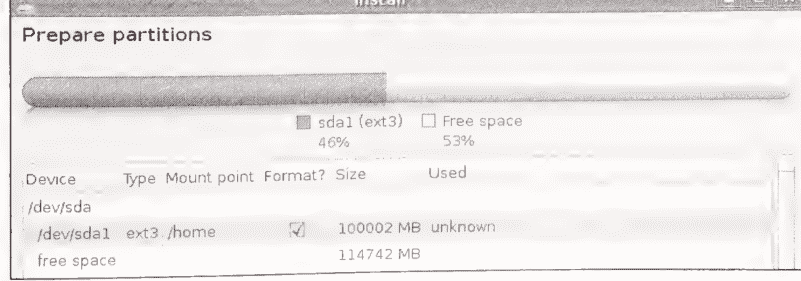 Install
Prepare partitions
sda1 (ext3) Free space
46% 53%
Device Type Mount point Format? Size Used
/dev/sda
/dev/sda1 ext3 /home 100002 MB unknown
free space 114742 MB